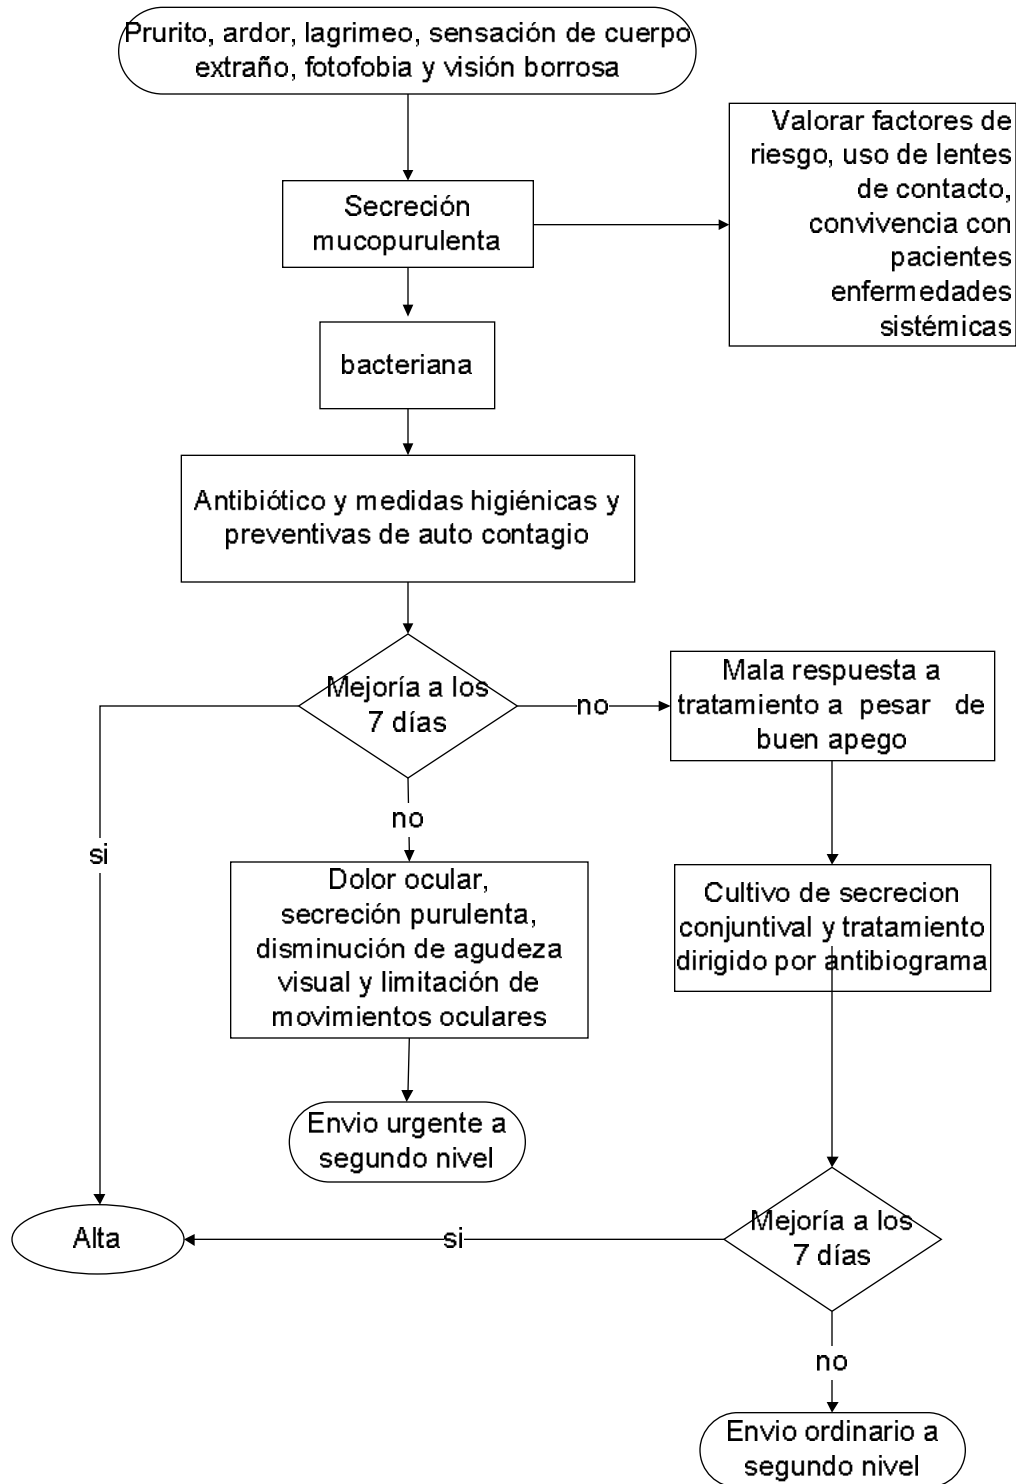 Prurito, ardor, lagrimeo, sensación de cuerpo
extraño, fotofobia y visión borrosa
Valorar factores de
riesgo, uso de lentes
de contacto,
convivencia con
pacientes
enfermedades
sistémicas
Secreción
mucopurulenta
bacteriana
Antibiótico y medidas higiénicas y
preventivas de auto contagio
Mejoría a los
7 días
no
Mala respuesta a
tratamiento a pesar de
buen apego
no
si
Dolor ocular,
secreción purulenta,
disminución de agudeza
visual y limitación de
movimientos oculares
Cultivo de secrecion
conjuntival y tratamiento
dirigido por antibiograma
Envio urgente a
segundo nivel
Alta
si
Mejoría a los
7 días
no
Envio ordinario a
segundo nivel